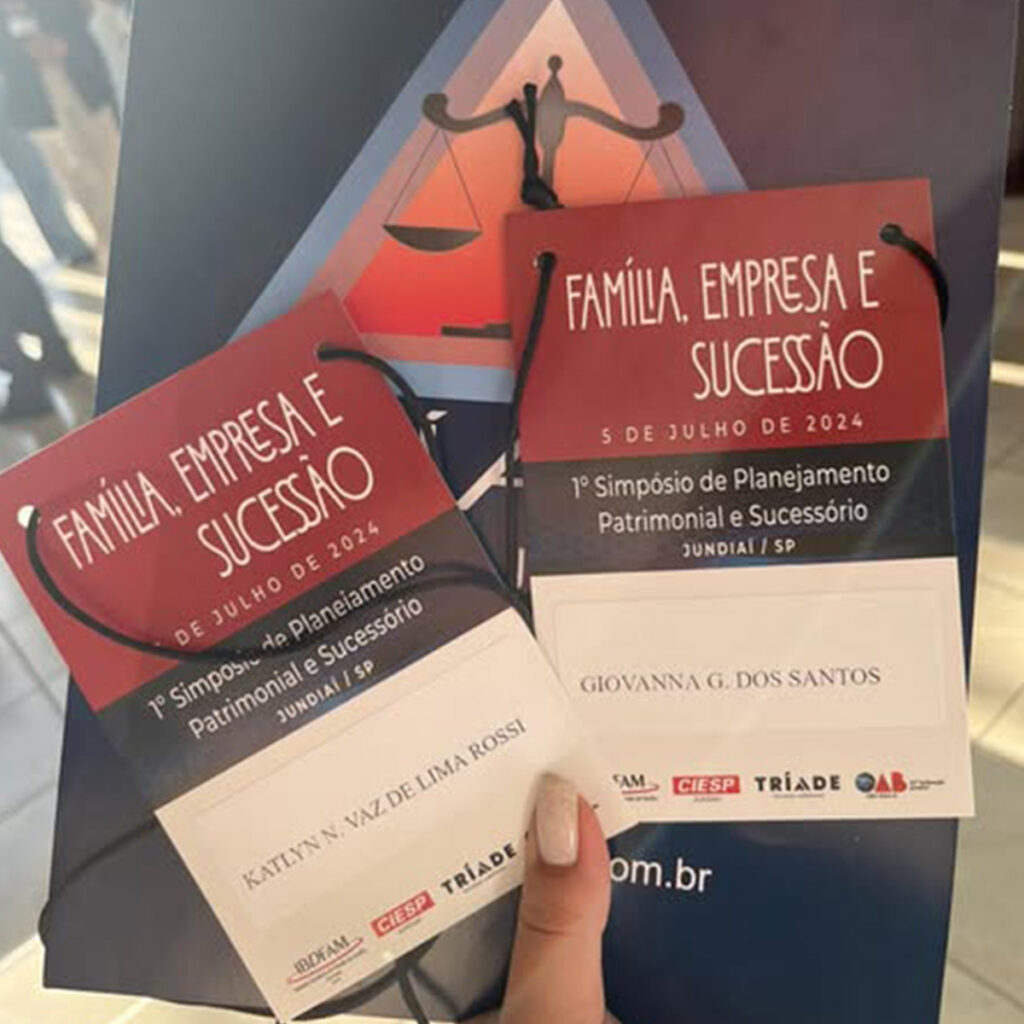 FAMÍLIA, EMPRESA E
SUCESSÃO
DE JULHO DE 2024
1º Simpósio de Planejamento
Patrimonial e Sucessório
JUNDIAÍ / SP
KATLYN N. VAZ DE LIMA ROSSI
IBDFAM
CIESP
TRÍADE
FAMÍLIA, EMPRESA E
SUCESSÃO
5 DE JULHO DE 2024
1º Simpósio de Planejamento
Patrimonial e Sucessório
JUNDIAÍ / SP
GIOVANNA G. DOS SANTOS
FAM CIESP TRÍADE OAB
om.br